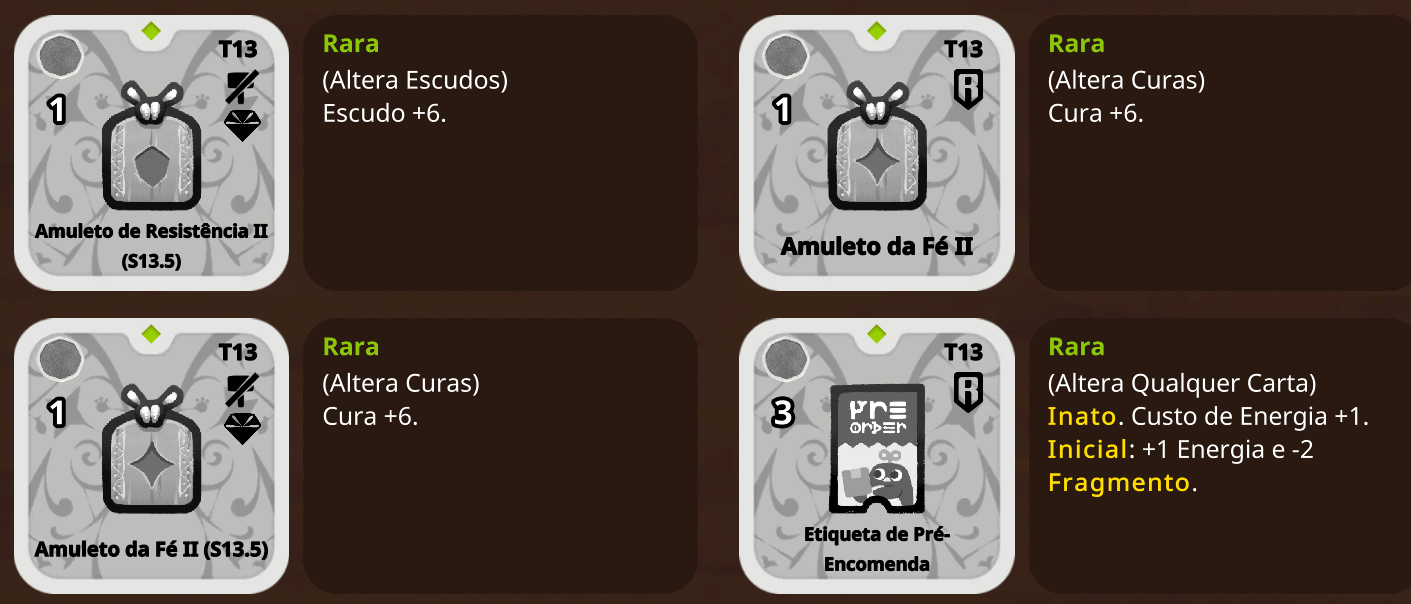 T13
1
Amuleto de Resistência II
(S13.5)
Rara
(Altera Escudos)
Escudo +6.
T13
1
Amuleto da Fé II
Rara
(Altera Curas)
Cura +6.
T13
1
Amuleto da Fé II (S13.5)
Rara
(Altera Curas)
Cura +6.
T13
3
Pre
order
Etiqueta de Pré-
Encomenda
Rara
(Altera Qualquer Carta)
Inato. Custo de Energia +1.
Inicial: +1 Energia e -2
Fragmento.